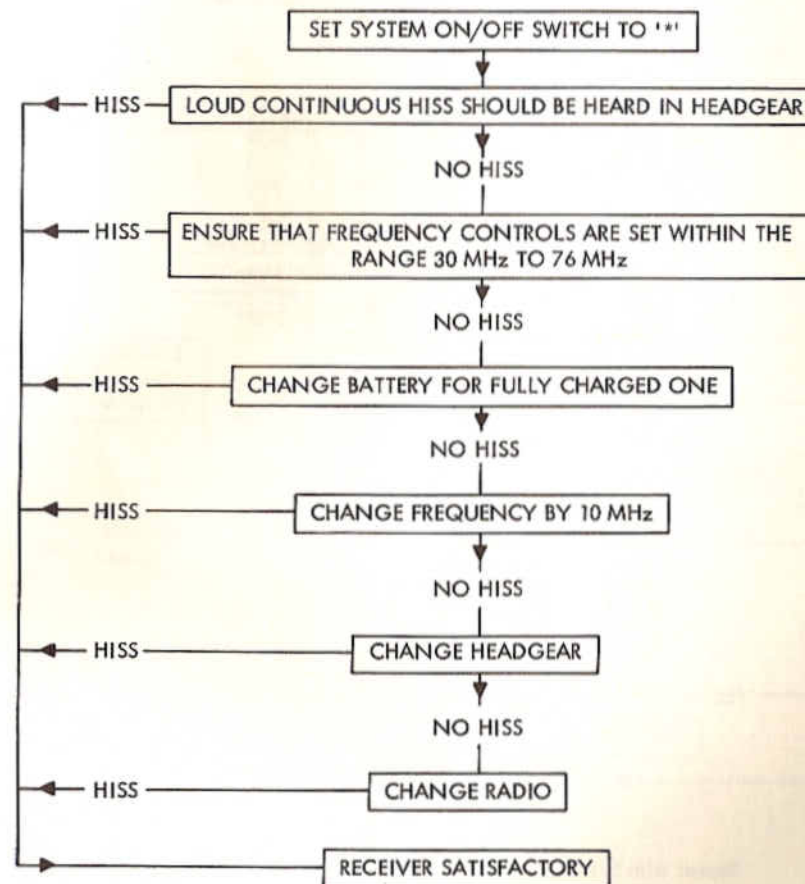 SET SYSTEM ON/OFF SWITCH TO '*'
HISS
LOUD CONTINUOUS HISS SHOULD BE HEARD IN HEADGEAR
NO HISS
HISS
ENSURE THAT FREQUENCY CONTROLS ARE SET WITHIN THE
RANGE 30 MHz TO 76 MHz
NO HISS
HISS
CHANGE BATTERY FOR FULLY CHARGED ONE
NO HISS
HISS
CHANGE FREQUENCY BY 10 MHz
NO HISS
HISS
CHANGE HEADGEAR
NO HISS
HISS
CHANGE RADIO
RECEIVER SATISFACTORY